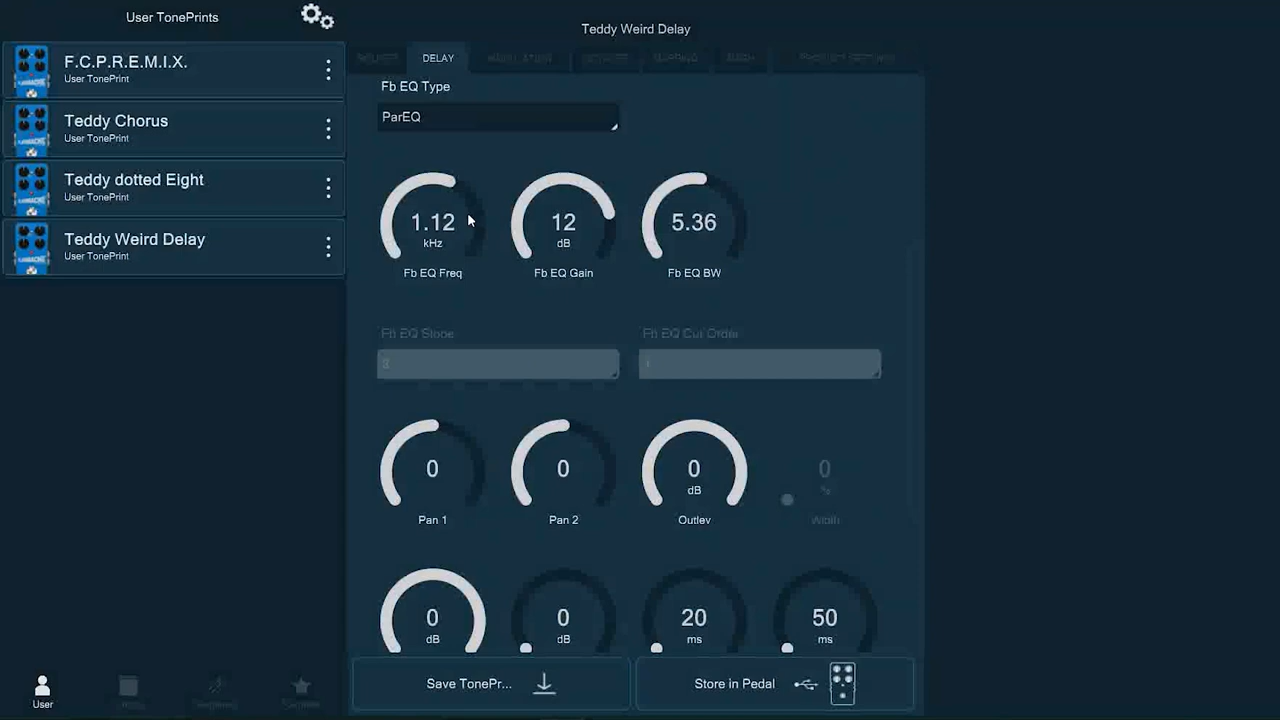 User TonePrints
Teddy Weird Delay
F.C.P.R.E.M.I.X.
User TonePrint
Teddy Chorus
User TonePrint
Teddy dotted Eight
User TonePrint
Teddy Weird Delay
User TonePrint
DELAY
Fb EQ Type
ParEQ
1.12
kHz
Fb EQ Freq
12
dB
Fb EQ Gain
5.36
Fb EQ BW
Fb EQ Slope
Fb EQ Cut Order
0
Pan 1
0
Pan 2
0
dB
Outlev
0
%
Width
0
dB
0
dB
20
ms
50
ms
Save TonePr...
Store in Pedal
User